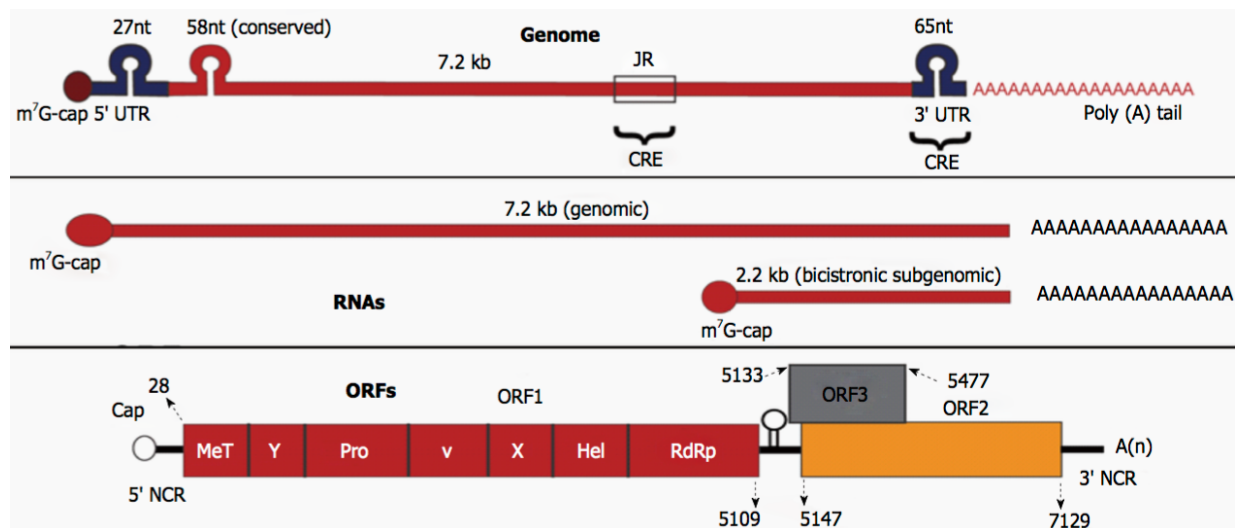 27nt
58nt (conserved)
Genome
65nt
7.2 kb
JR
m⁷G-cap 5' UTR
3' UTR
AAAAAAAAAAAAAAAAAAA
Poly (A) tail
CRE
CRE
7.2 kb (genomic)
AAAAAAAAAAAAAAAA
m⁷G-cap
2.2 kb (bicistronic subgenomic)
AAAAAAAAAAAAAAAA
RNAs
m⁷G-cap
ORFs
ORF1
28
Cap
5133
5477
ORF3
ORF2
MeT
Y
Pro
v
X
Hel
RdRp
A(n)
5' NCR
3' NCR
5109
5147
7129